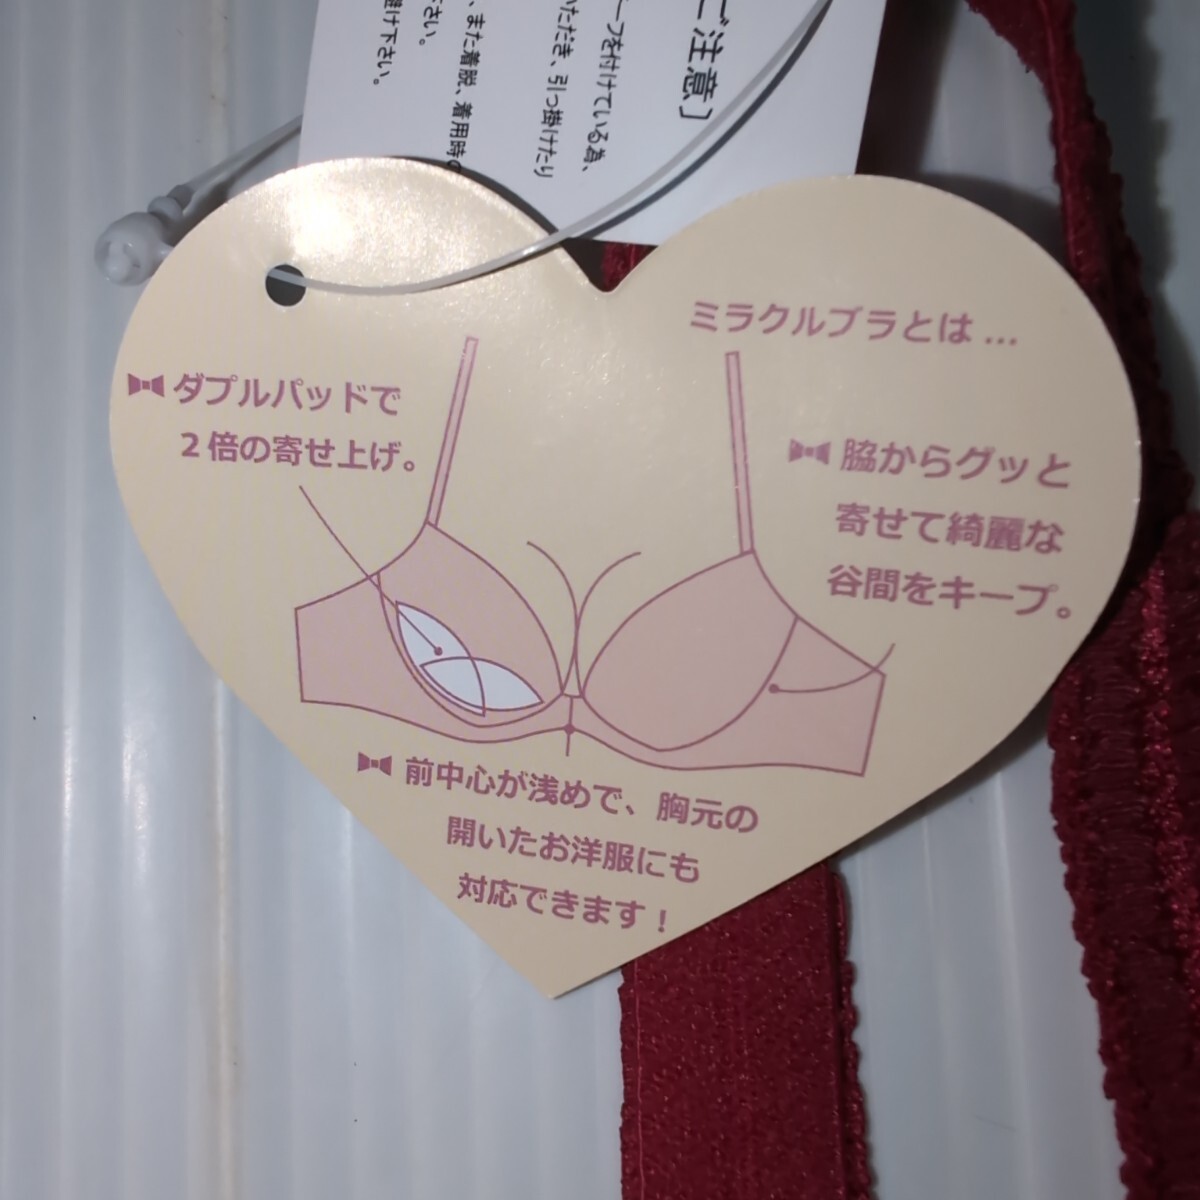 ご注意］
ーフを付けている為、
いただき、引っ掛けたり
、また着脱、着用時の
さい。
掛け下さい。
ミラクルブラとは…
ダブルパッドで
2倍の寄せ上げ。
脇からグッと
寄せて綺麗な
谷間をキープ。
前中心が浅めで、胸元の
開いたお洋服にも
対応できます！